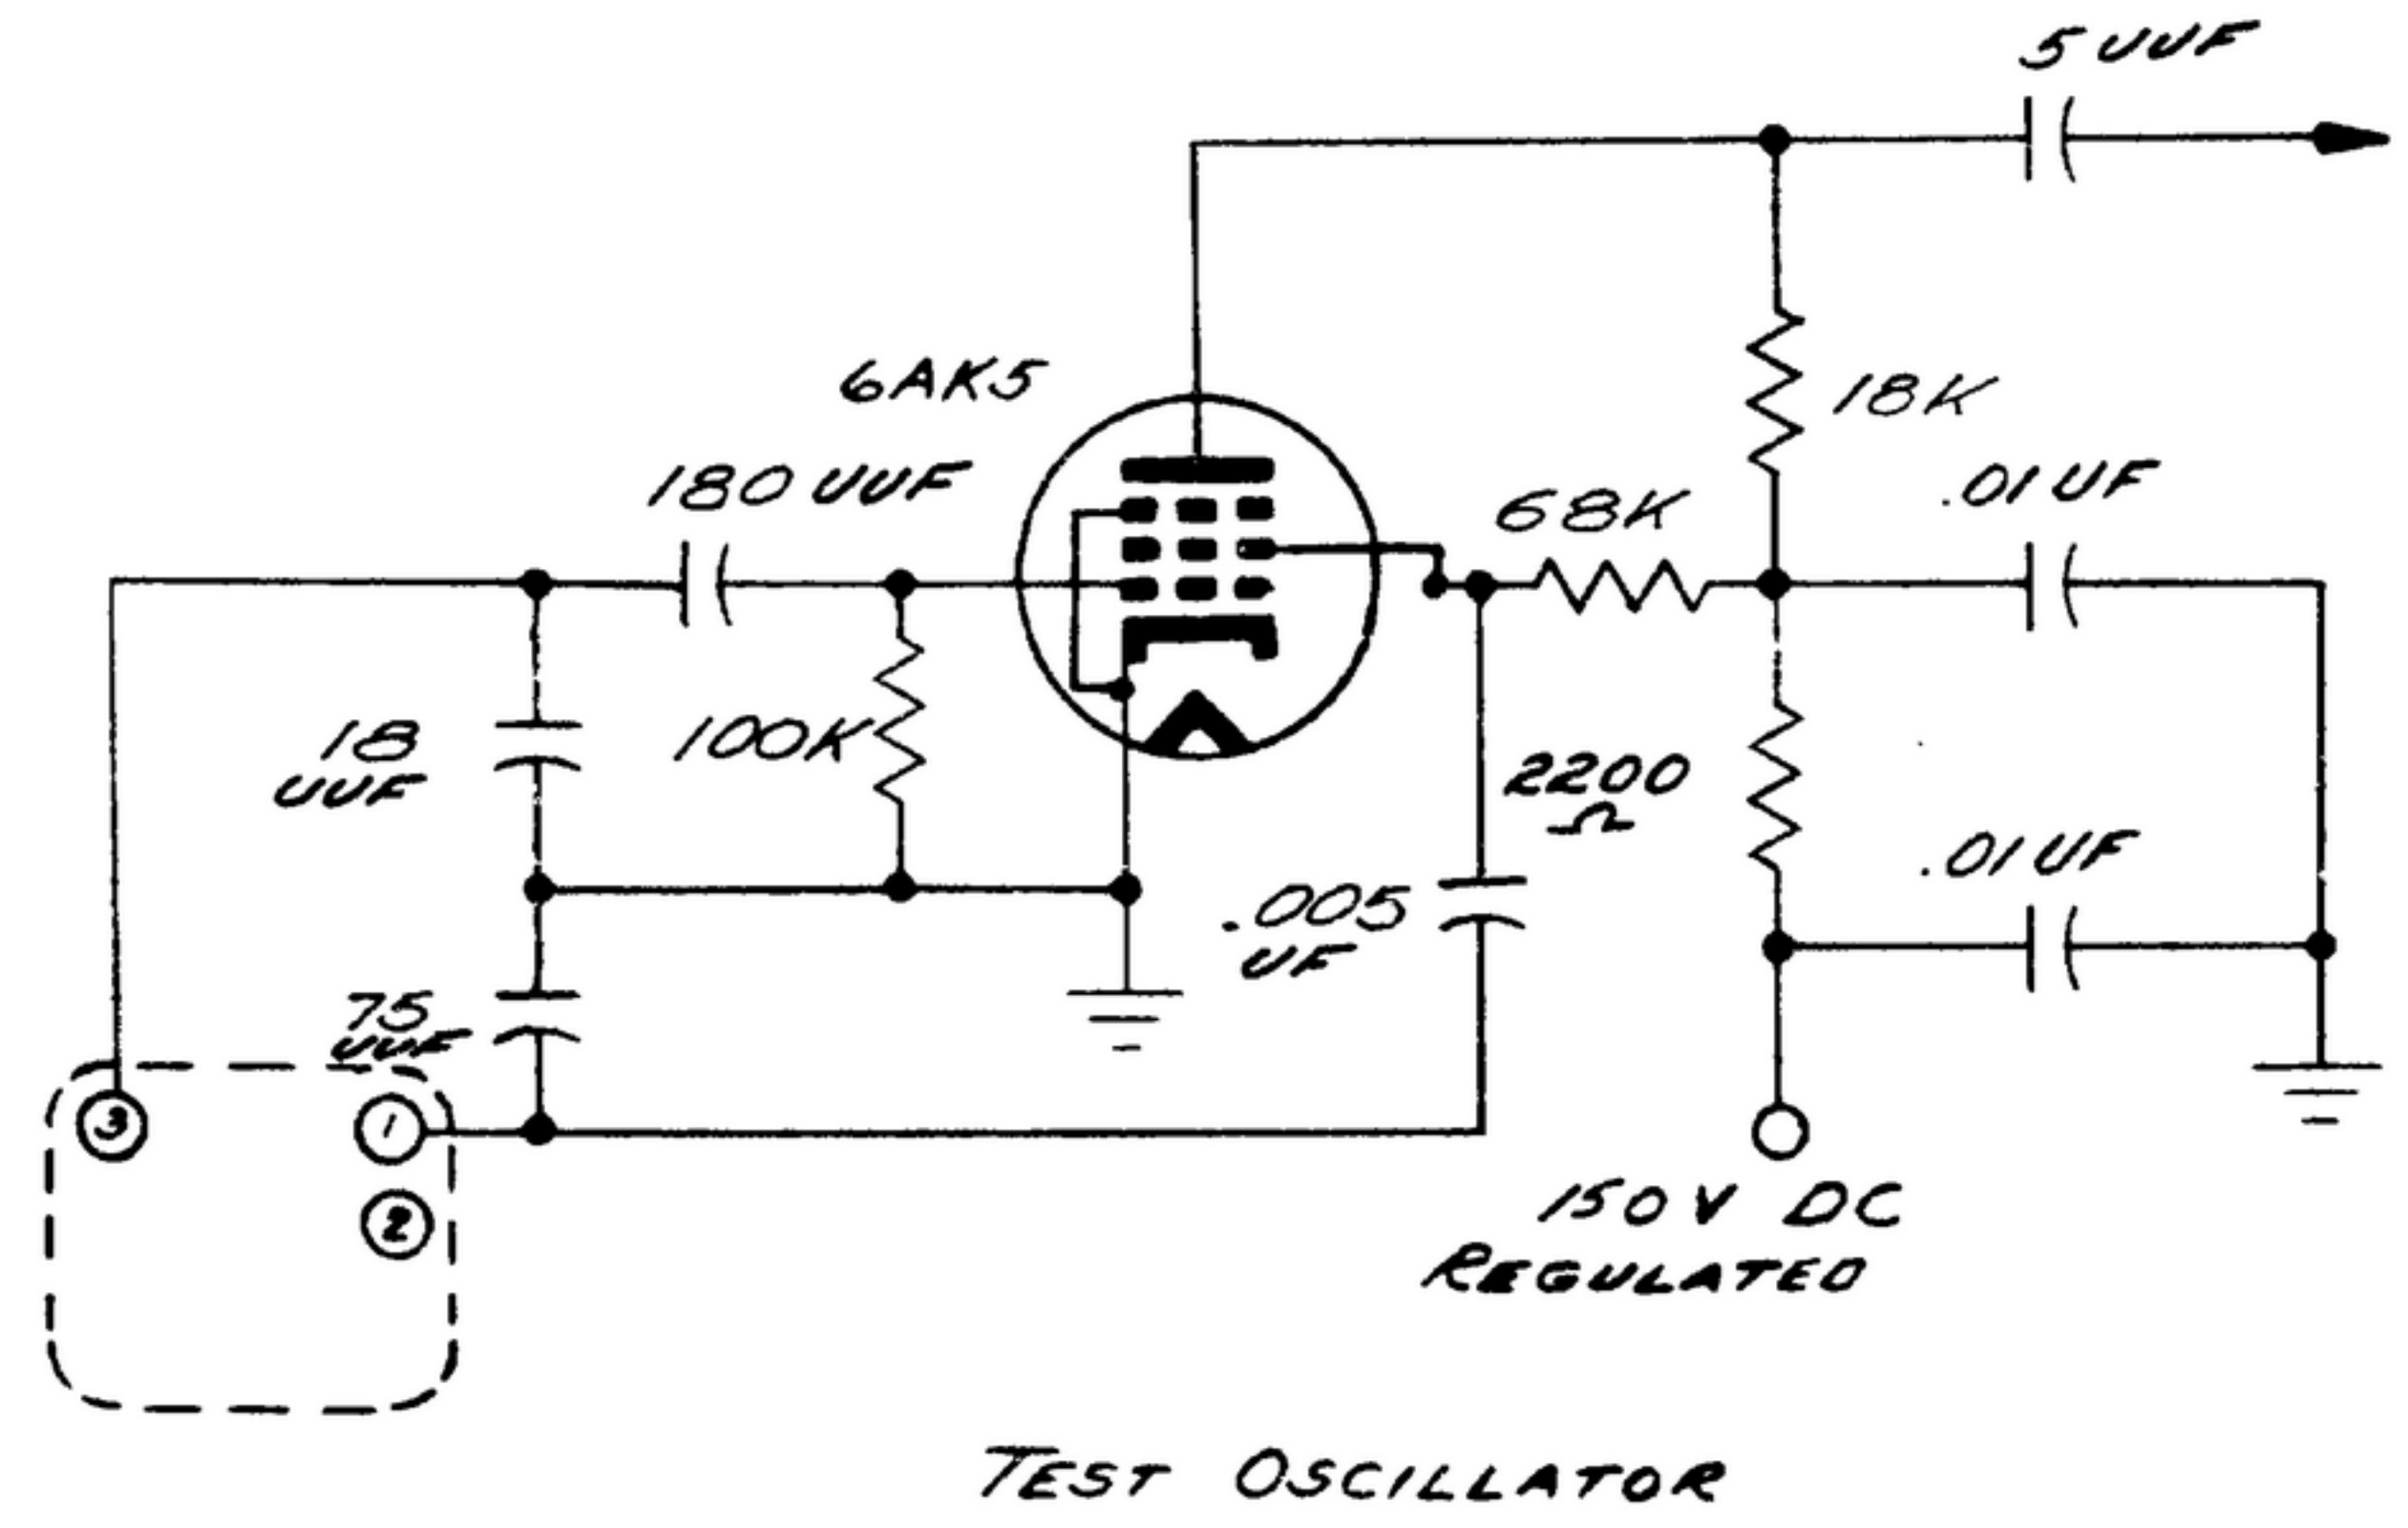 5 UUF
6AK5
18K
180 UUF
68K
.01 UF
18
UUF
100K
2200
Ω
.01 UF
.005
UF
75
UUF
3
1
2
150 V DC
REGULATED
TEST OSCILLATOR